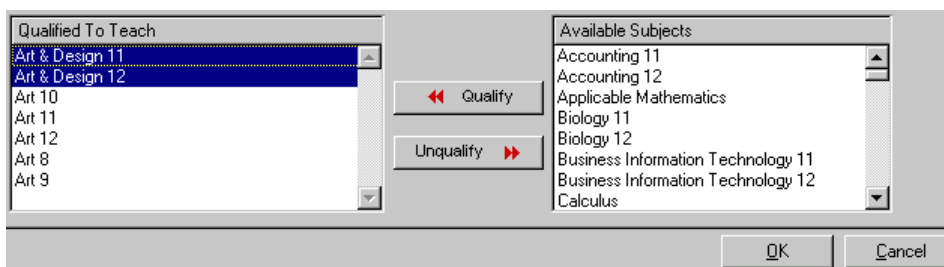 Qualified To Teach
Art & Design 11
Art & Design 12
Art 10
Art 11
Art 12
Art 8
Art 9
Qualify
Unqualify
Available Subjects
Accounting 11
Accounting 12
Applicable Mathematics
Biology 11
Biology 12
Business Information Technology 11
Business Information Technology 12
Calculus
OK
Cancel